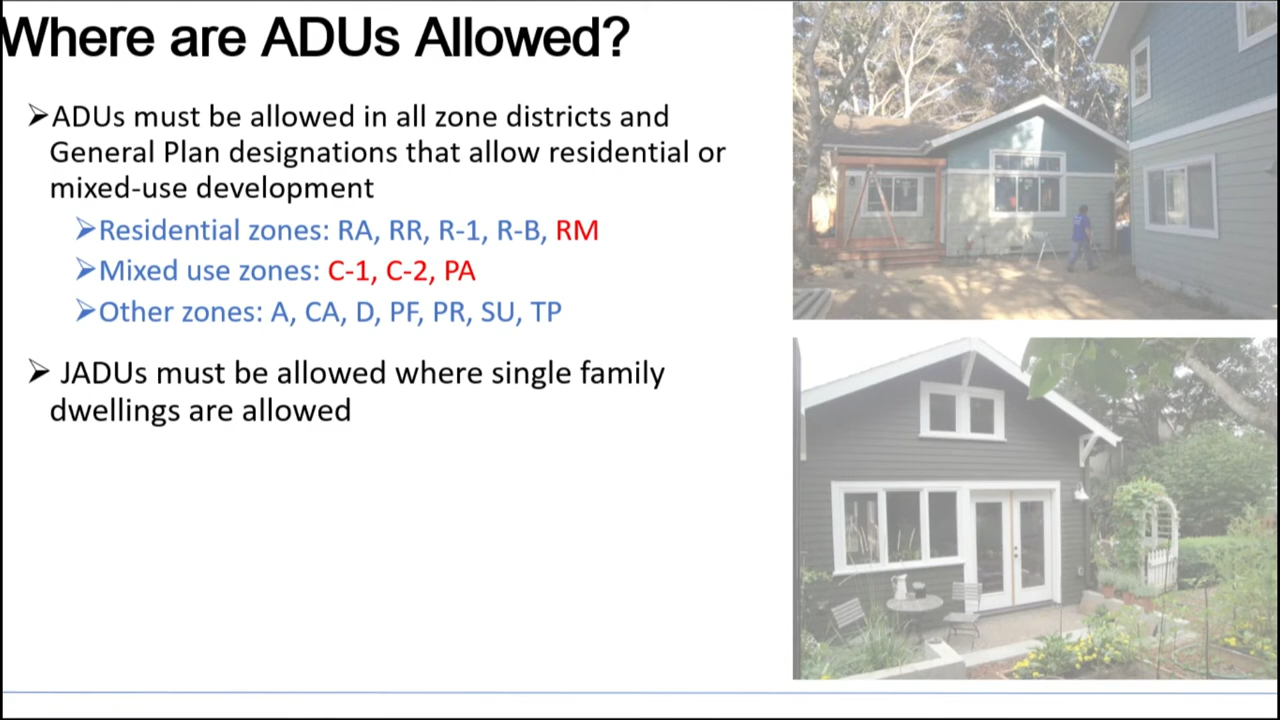 Where are ADUs Allowed?
➢ADUs must be allowed in all zone districts and
General Plan designations that allow residential or
mixed-use development
➢Residential zones: RA, RR, R-1, R-B, RM
➢Mixed use zones: C-1, C-2, PA
➢Other zones: A, CA, D, PF, PR, SU, TP
➢ JADUs must be allowed where single family
dwellings are allowed